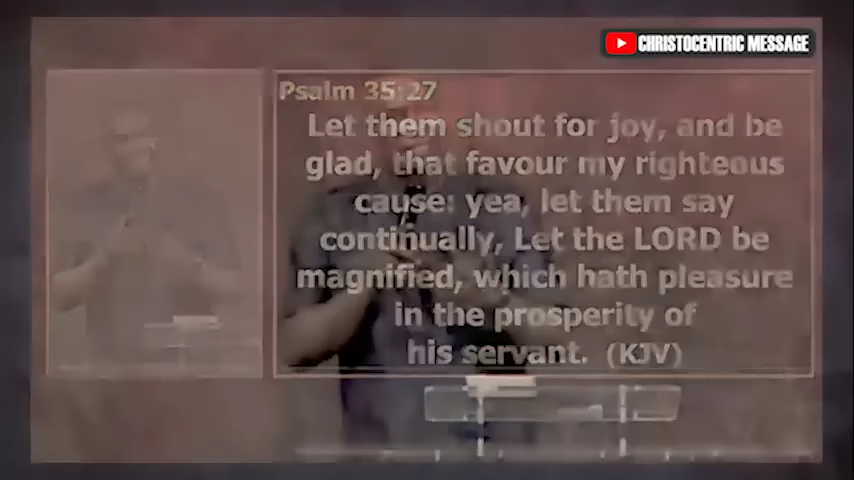 CHRISTOCENTRIC MESSAGE
Psalm 35:27
Let them shout for joy, and be
glad, that favour my righteous
cause: yea, let them say
continually, Let the LORD be
magnified, which hath pleasure
in the prosperity of
his servant. (KJV)